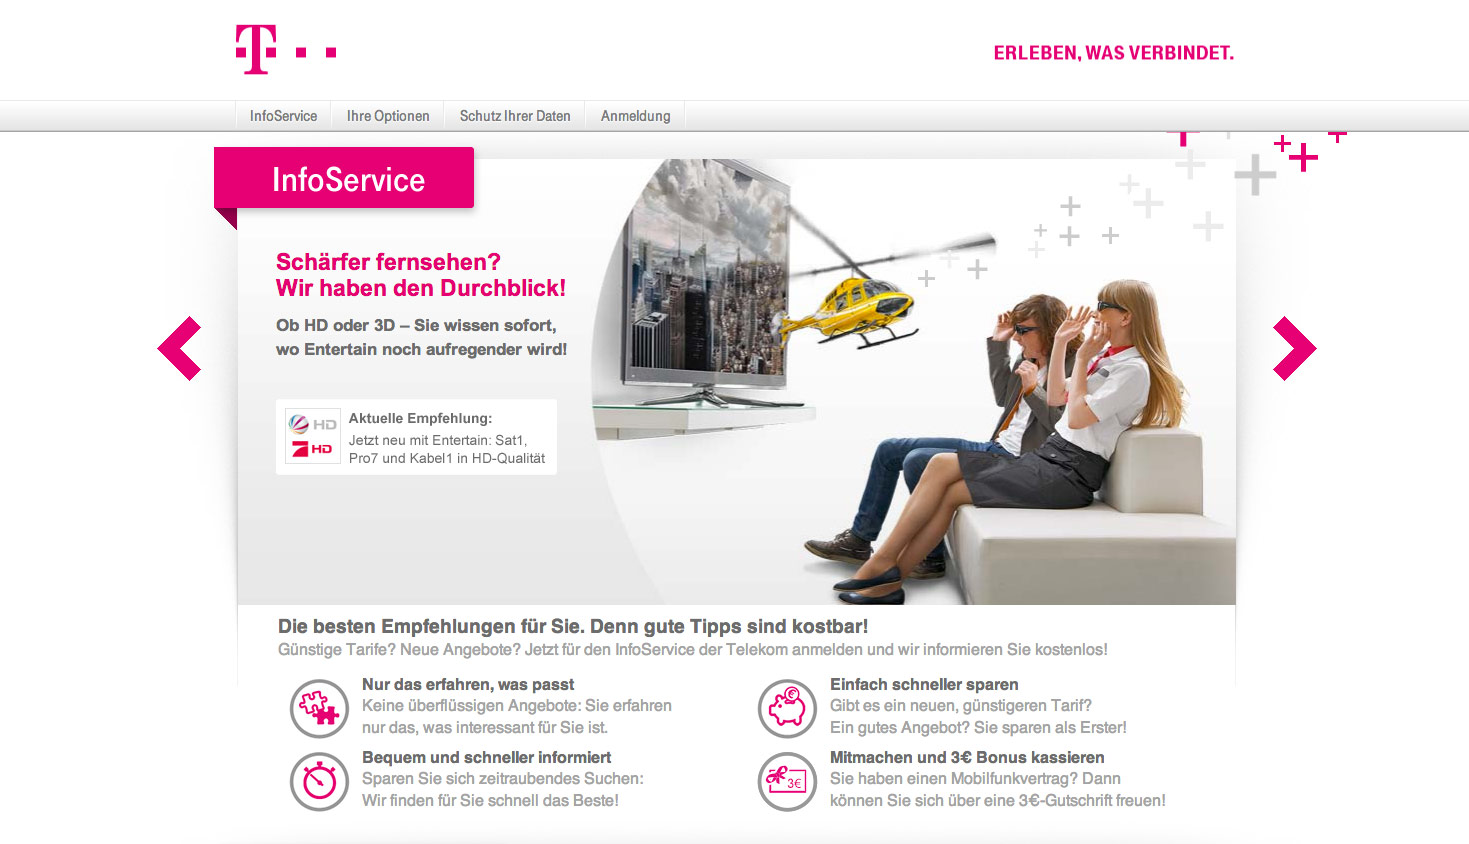 T
ERLEBEN, WAS VERBINDET.
InfoService
Ihre Optionen
Schutz Ihrer Daten
Anmeldung
InfoService
Schärfer fernsehen?
Wir haben den Durchblick!
Ob HD oder 3D – Sie wissen sofort,
wo Entertain noch aufregender wird!
HD
HD
Aktuelle Empfehlung:
Jetzt neu mit Entertain: Sat1,
Pro7 und Kabel1 in HD-Qualität
Die besten Empfehlungen für Sie. Denn gute Tipps sind kostbar!
Günstige Tarife? Neue Angebote? Jetzt für den InfoService der Telekom anmelden und wir informieren Sie kostenlos!
Nur das erfahren, was passt
Keine überflüssigen Angebote: Sie erfahren
nur das, was interessant für Sie ist.
€
Einfach schneller sparen
Gibt es ein neuen, günstigeren Tarif?
Ein gutes Angebot? Sie sparen als Erster!
Bequem und schneller informiert
Sparen Sie sich zeitraubendes Suchen:
Wir finden für Sie schnell das Beste!
3€
Mitmachen und 3€ Bonus kassieren
Sie haben einen Mobilfunkvertrag? Dann
können Sie sich über eine 3€-Gutschrift freuen!